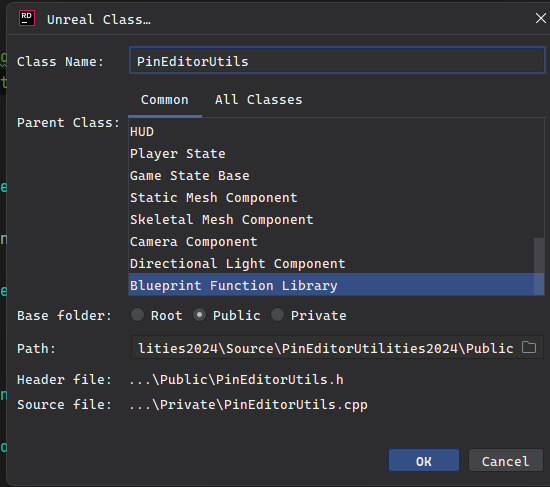 RD Unreal Class…
Class Name: PinEditorUtils
Common All Classes
Parent Class:
HUD
Player State
Game State Base
Static Mesh Component
Skeletal Mesh Component
Camera Component
Directional Light Component
Blueprint Function Library
Base folder: Root Public Private
Path: lities2024\Source\PinEditorUtilities2024\Public
Header file: ...\Public\PinEditorUtils.h
Source file: ...\Private\PinEditorUtils.cpp
OK Cancel